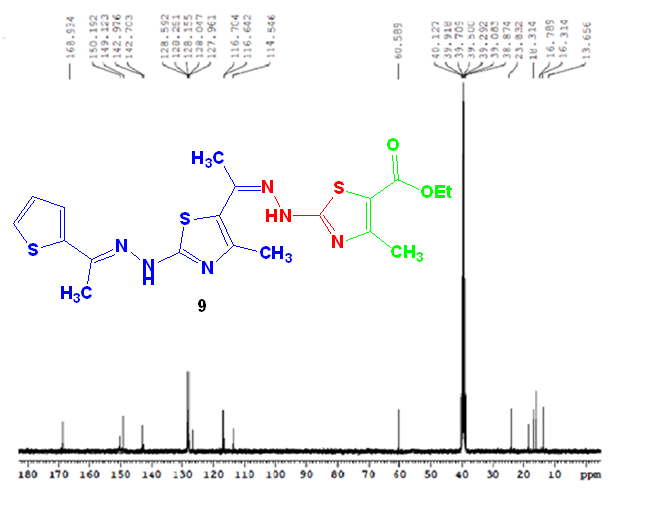 168.934
150.192
149.123
142.976
142.703
128.592
128.251
128.155
128.047
127.961
116.704
116.642
114.546
60.589
40.127
39.918
39.709
39.500
39.292
39.083
38.874
23.832
18.314
16.789
16.314
13.656
O
H₃C
N
S
OEt
HN
S
N
S
N
CH₃
N
CH₃
N
H
H₃C
9
180 170 160 150 140 130 120 110 100 90 80 70 60 50 40 30 20 10 ppm